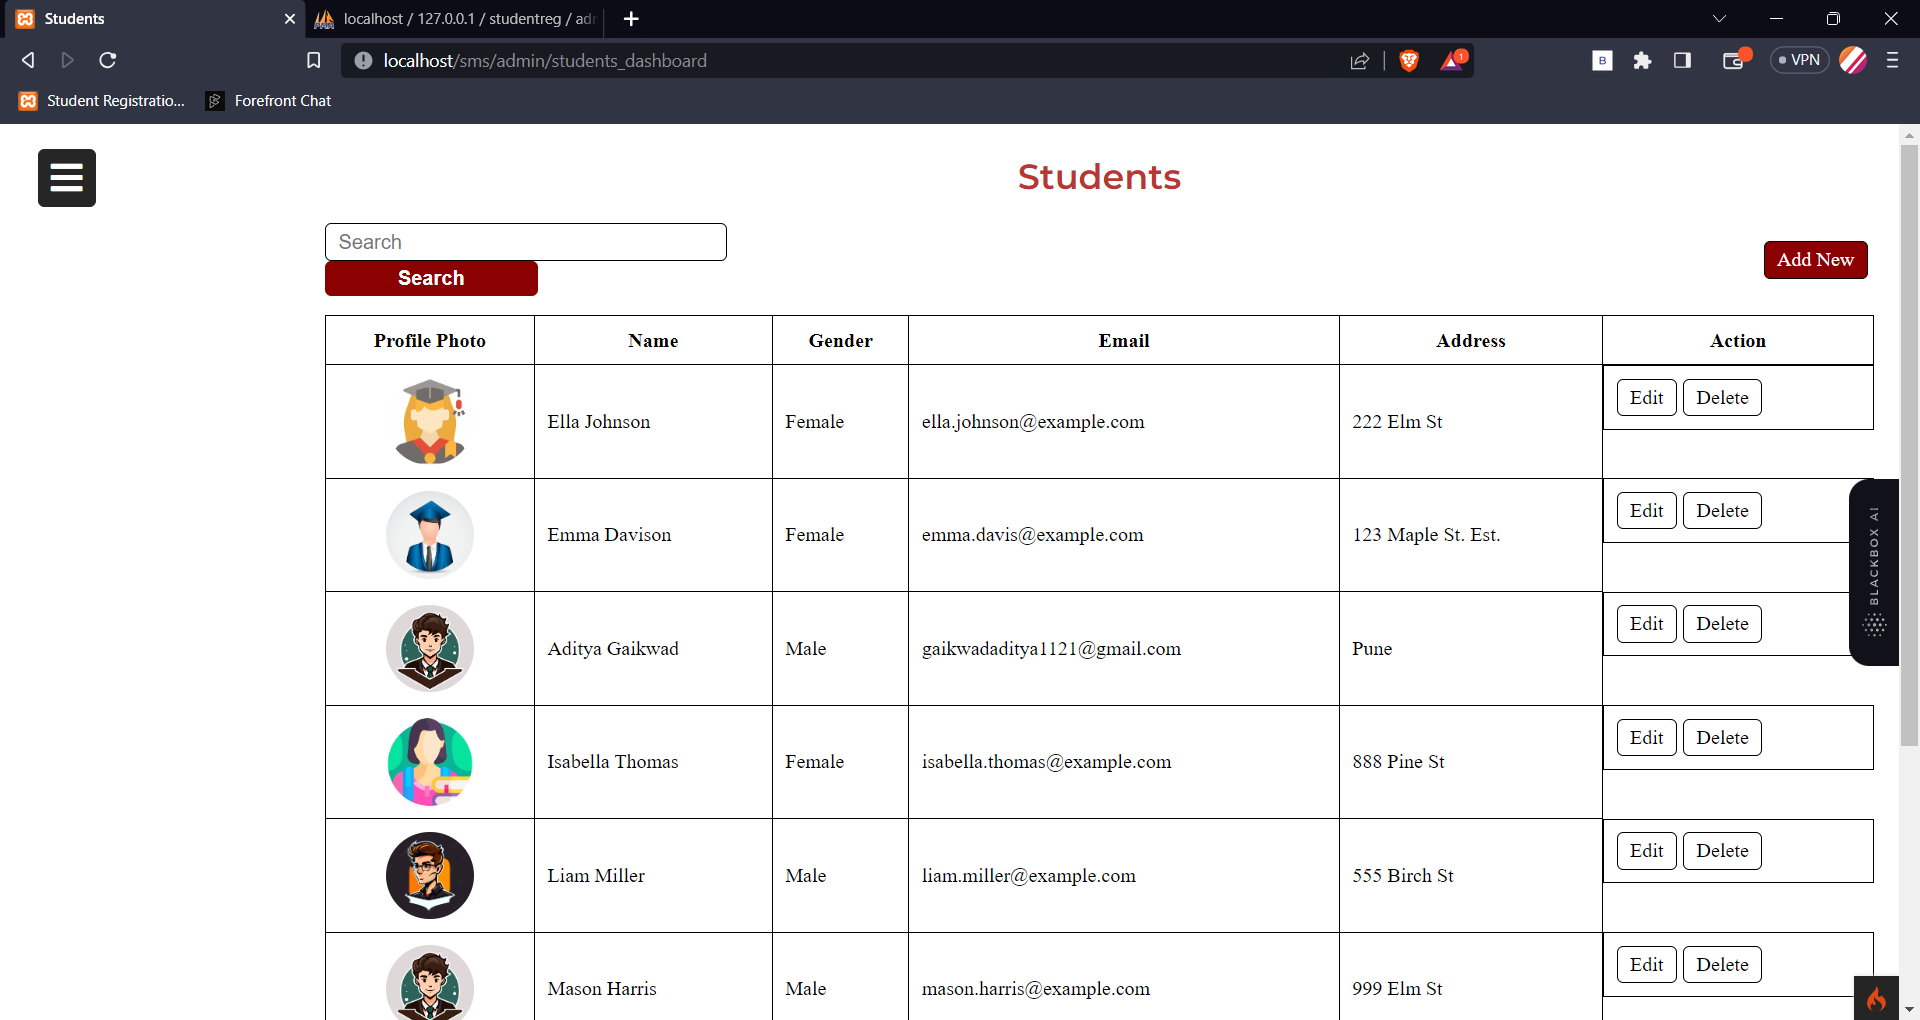 Students
localhost / 127.0.0.1 / studentreg /
localhost/sms/admin/students_dashboard
1
B
VPN
Student Registratio...
Forefront Chat
Students
Search
Search
Add New
Profile Photo Name Gender Email Address Action
Ella Johnson Female ella.johnson@example.com 222 Elm St Edit Delete
Emma Davison Female emma.davis@example.com 123 Maple St. Est. Edit Delete
Aditya Gaikwad Male gaikwadaditya1121@gmail.com Pune Edit Delete
Isabella Thomas Female isabella.thomas@example.com 888 Pine St Edit Delete
Liam Miller Male liam.miller@example.com 555 Birch St Edit Delete
Mason Harris Male mason.harris@example.com 999 Elm St Edit Delete
BLACKBOX AI